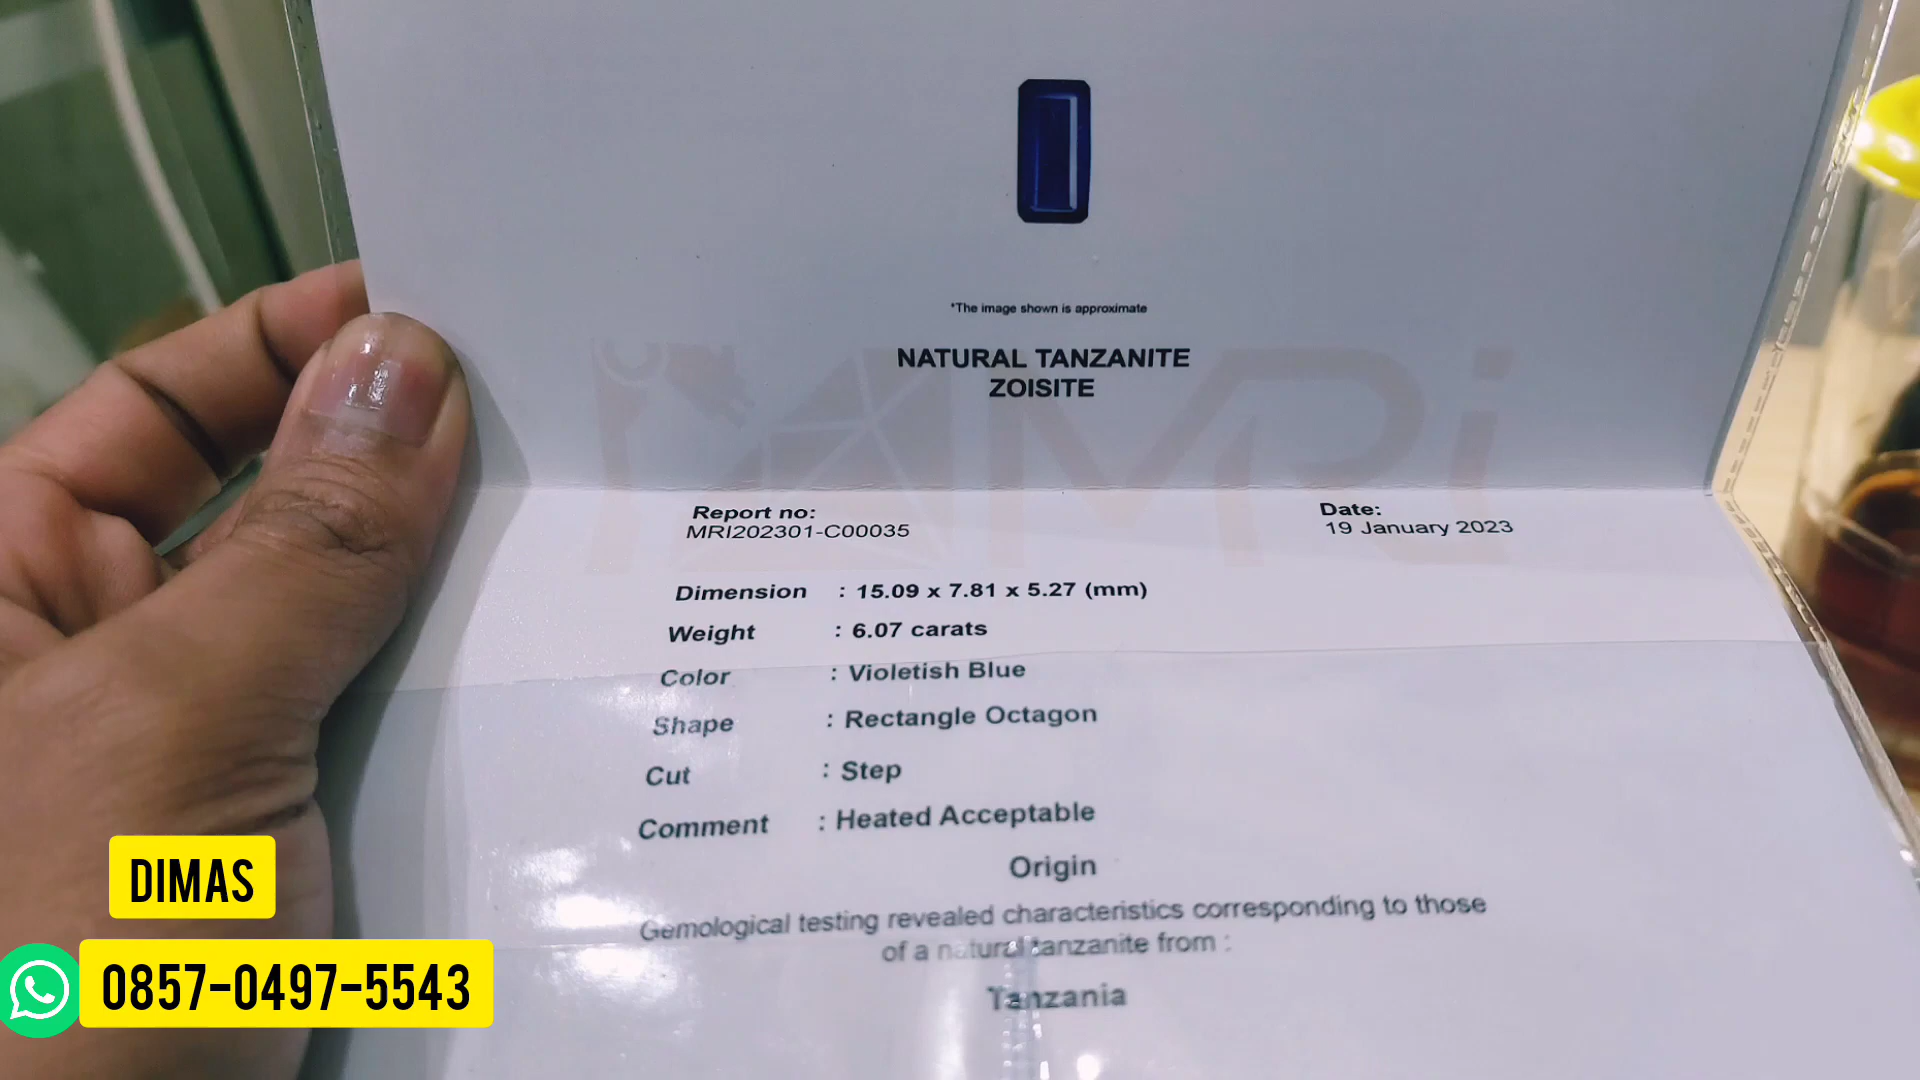 *The image shown is approximate
NATURAL TANZANITE
ZOISITE
MRi
Report no:
MRI202301-C00035
Date:
19 January 2023
Dimension : 15.09 x 7.81 x 5.27 (mm)
Weight : 6.07 carats
Color : Violetish Blue
Shape : Rectangle Octagon
Cut : Step
Comment : Heated Acceptable
Origin
Gemological testing revealed characteristics corresponding to those
of a natural tanzanite from :
Tanzania
DIMAS
0857-0497-5543